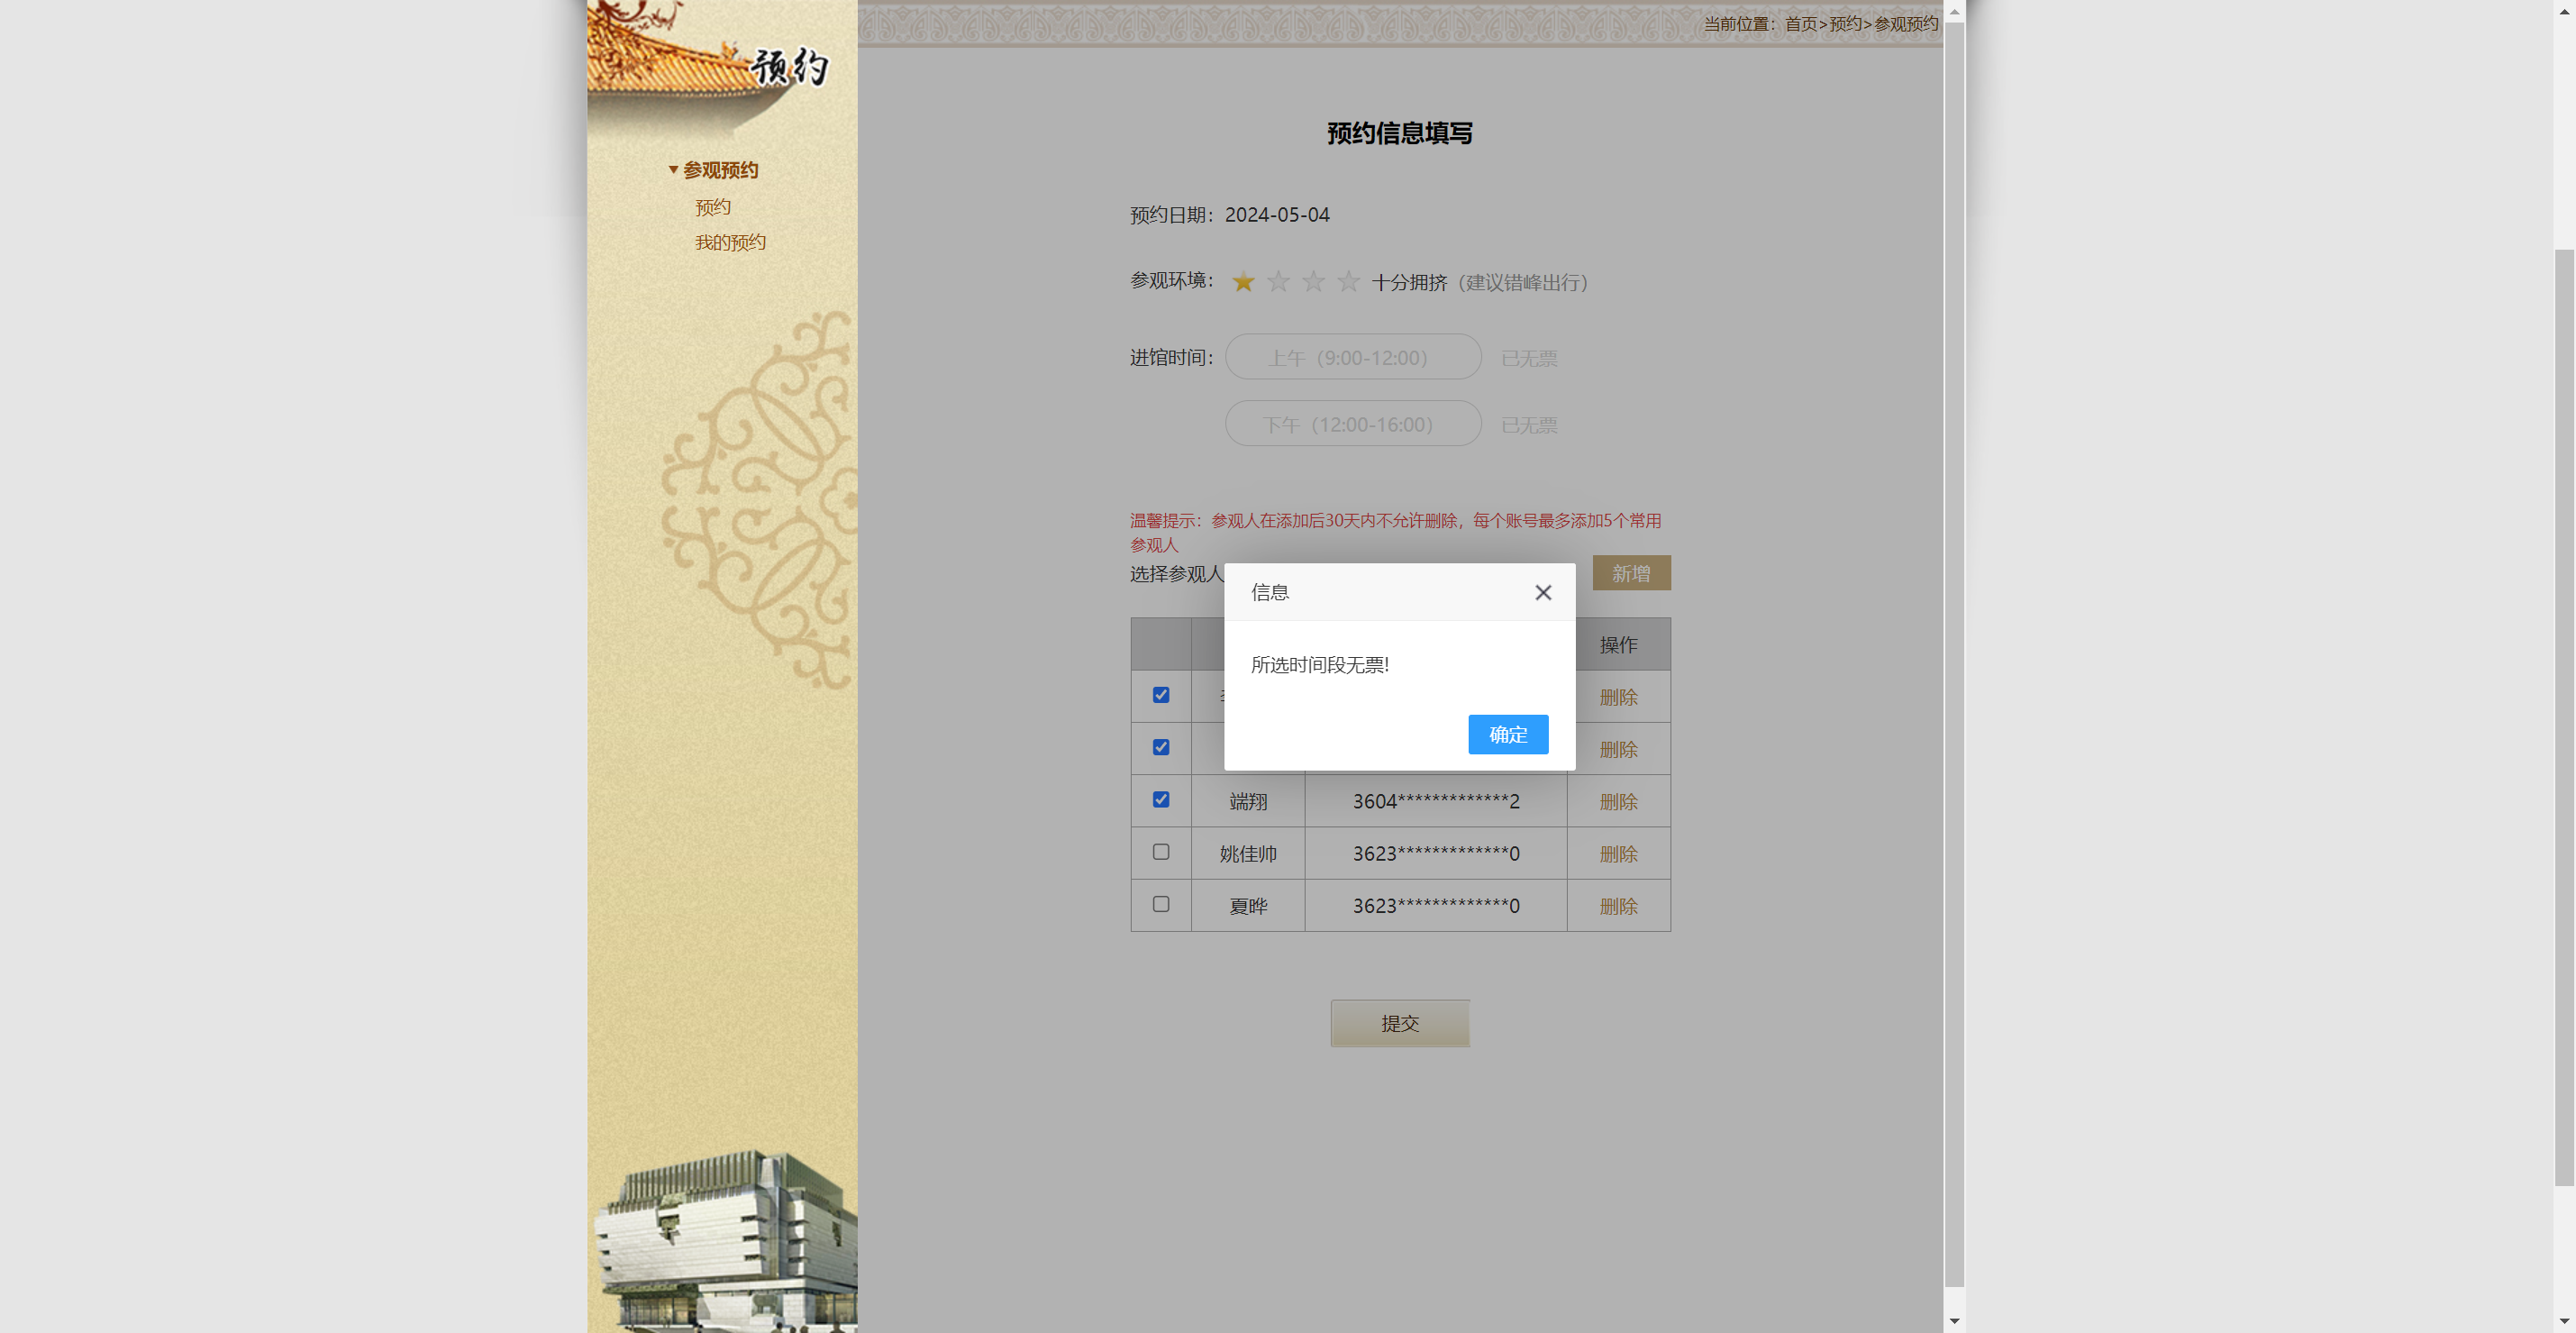 预约
参观预约
预约
我的预约
当前位置：首页>预约>参观预约
预约信息填写
预约日期：2024-05-04
参观环境： 十分拥挤（建议错峰出行）
进馆时间： 上午（9:00-12:00） 已无票
下午（12:00-16:00） 已无票
温馨提示：参观人在添加后30天内不允许删除，每个账号最多添加5个常用
参观人
选择参观人 新增
信息
所选时间段无票!
确定
操作
删除
删除
端翔 3604*************2 删除
姚佳帅 3623*************0 删除
夏晔 3623*************0 删除
提交